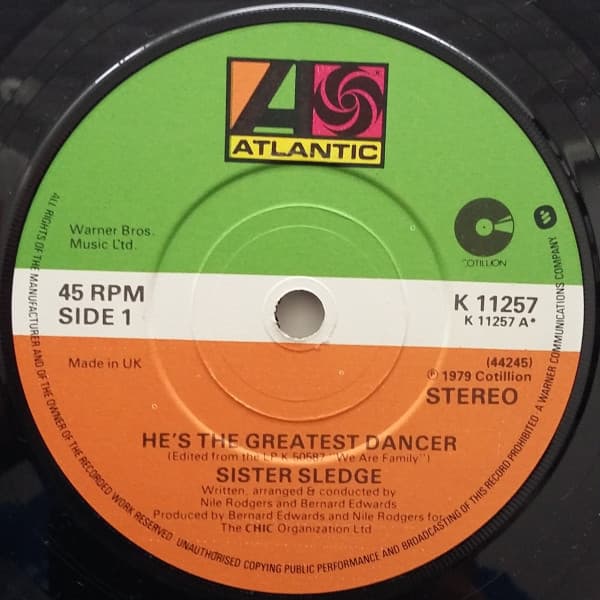 ATLANTIC
Warner Bros.
Music Ltd.
COTILLION
45 RPM
SIDE 1
K 11257
K 11257 A*
Made in UK
(44245)
℗ 1979 Cotillion
STEREO
HE'S THE GREATEST DANCER
(Edited from the LP K 50587 "We Are Family")
SISTER SLEDGE
Written, arranged & conducted by
Nile Rodgers and Bernard Edwards
Produced by Bernard Edwards and Nile Rodgers for
The CHIC Organization Ltd
ALL RIGHTS OF THE MANUFACTURER AND OF THE OWNER OF THE RECORDED WORK RESERVED UNAUTHORISED COPYING PUBLIC PERFORMANCE AND BROADCASTING OF THIS RECORD PROHIBITED A WARNER COMMUNICATIONS COMPANY